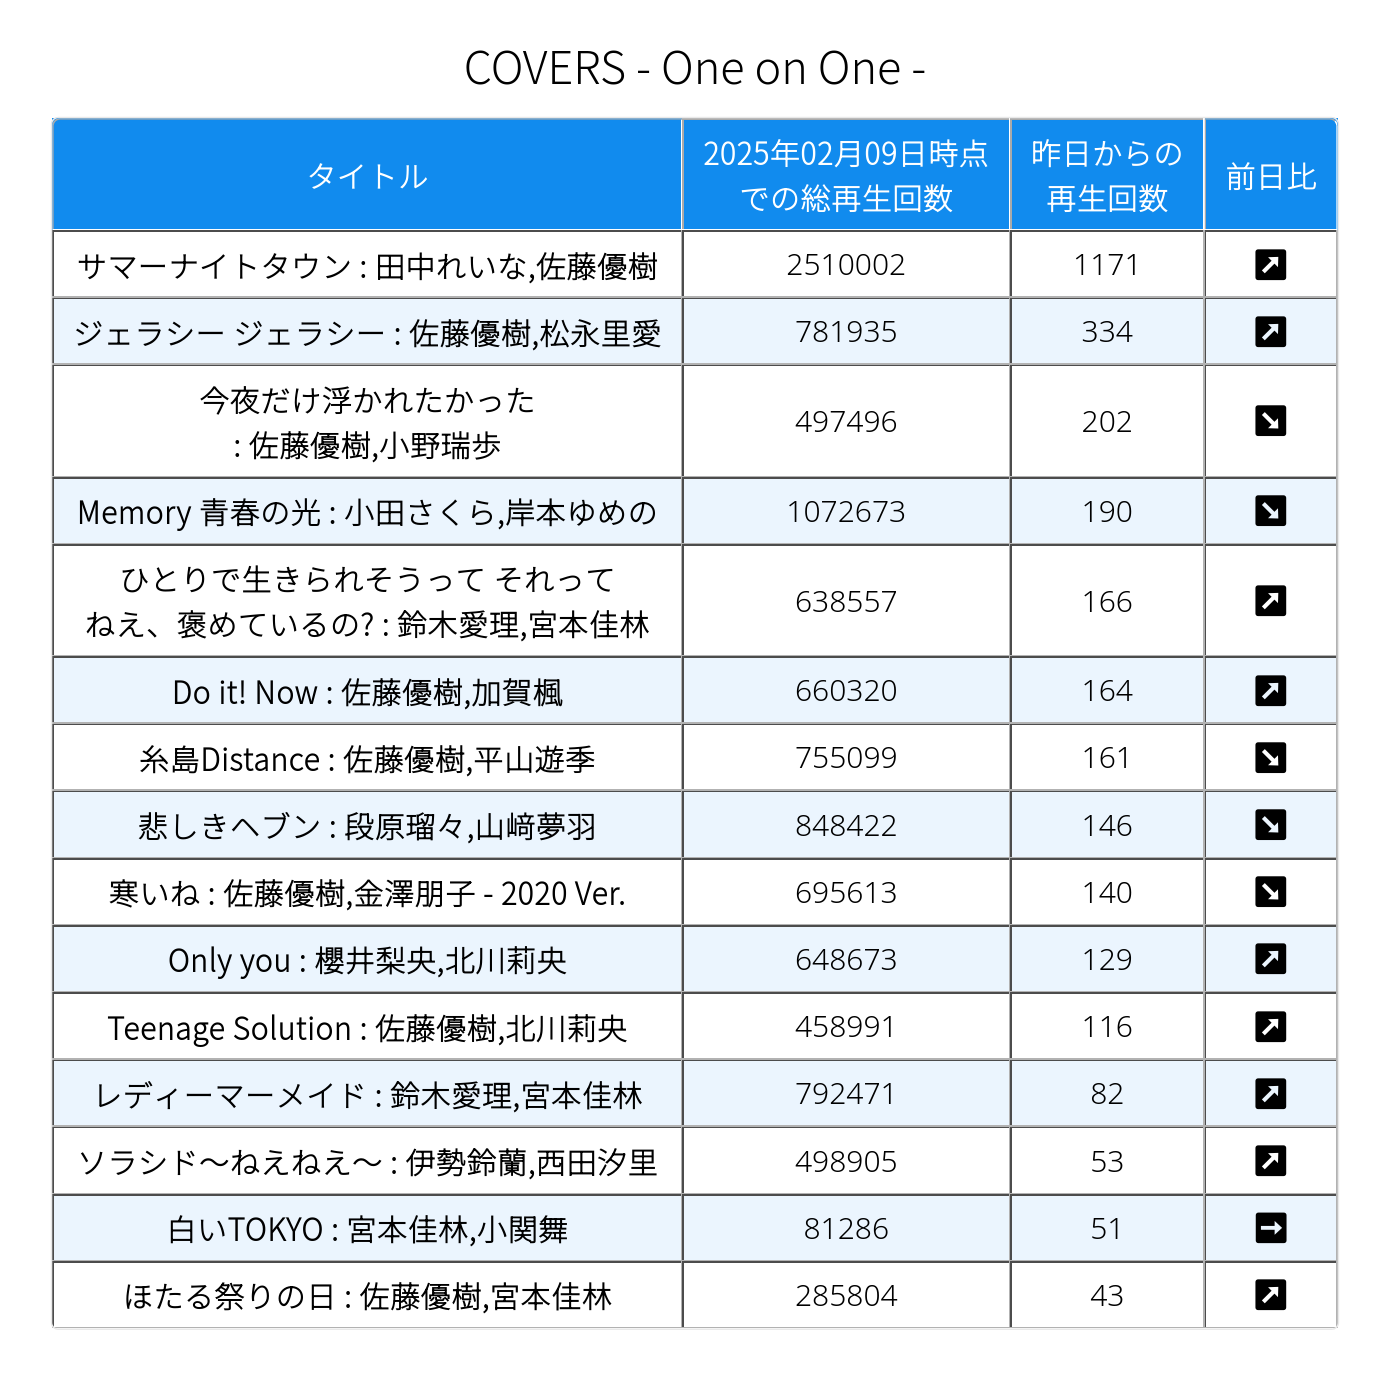 COVERS - One on One -
タイトル
2025年02月09日時点
での総再生回数
昨日からの
再生回数
前日比
サマーナイトタウン : 田中れいな,佐藤優樹
2510002
1171
ジェラシー ジェラシー : 佐藤優樹,松永里愛
781935
334
今夜だけ浮かれたかった
: 佐藤優樹,小野瑞歩
497496
202
Memory 青春の光 : 小田さくら,岸本ゆめの
1072673
190
ひとりで生きられそうって それって
ねえ、褒めているの? : 鈴木愛理,宮本佳林
638557
166
Do it! Now : 佐藤優樹,加賀楓
660320
164
糸島Distance : 佐藤優樹,平山遊季
755099
161
悲しきヘブン : 段原瑠々,山﨑夢羽
848422
146
寒いね : 佐藤優樹,金澤朋子 - 2020 Ver.
695613
140
Only you : 櫻井梨央,北川莉央
648673
129
Teenage Solution : 佐藤優樹,北川莉央
458991
116
レディーマーメイド : 鈴木愛理,宮本佳林
792471
82
ソラシド～ねえねえ～ : 伊勢鈴蘭,西田汐里
498905
53
白いTOKYO : 宮本佳林,小関舞
81286
51
ほたる祭りの日 : 佐藤優樹,宮本佳林
285804
43